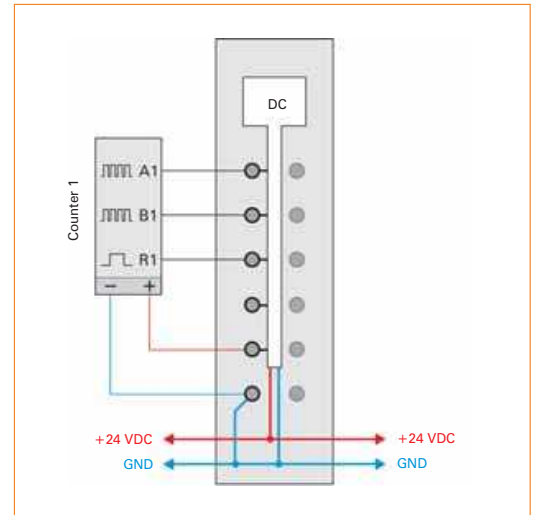 DC
Counter 1
A1
B1
R1
− +
+24 VDC +24 VDC
GND GND